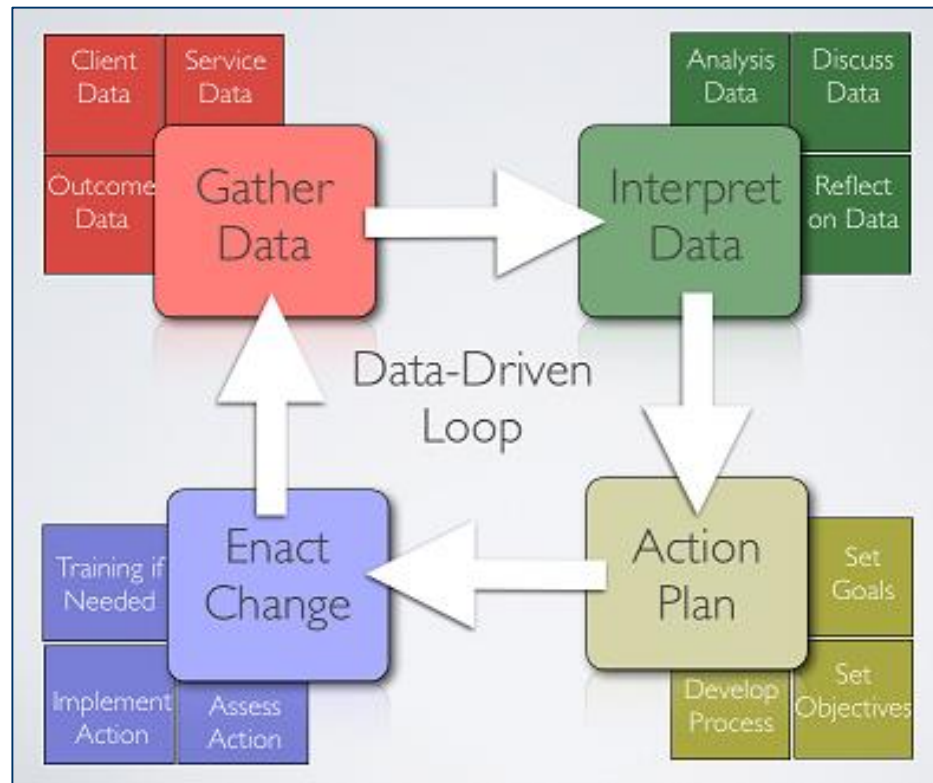 Client
Data
Service
Data
Outcome
Data
Gather
Data
Analysis
Data
Discuss
Data
Reflect
on Data
Interpret
Data
Data-Driven
Loop
Training if
Needed
Implement
Action
Assess
Action
Enact
Change
Action
Plan
Set
Goals
Set
Objectives
Develop
Process